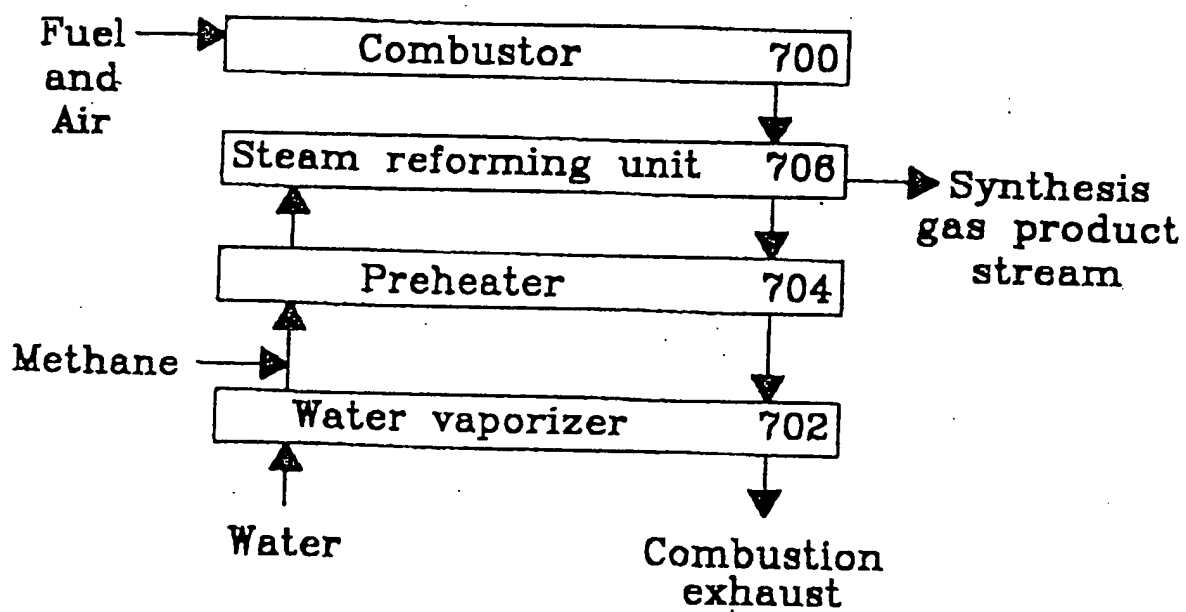 Fuel
and
Air
Combustor 700
Steam reforming unit 706
Synthesis
gas product
stream
Preheater 704
Methane
Water vaporizer 702
Water
Combustion
exhaust